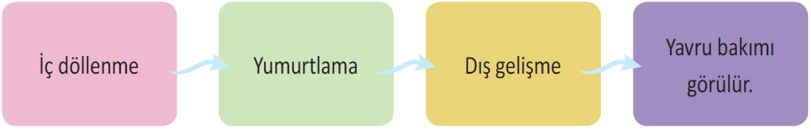 İç döllenme
Yumurtlama
Dış gelişme
Yavru bakımı
görülür.